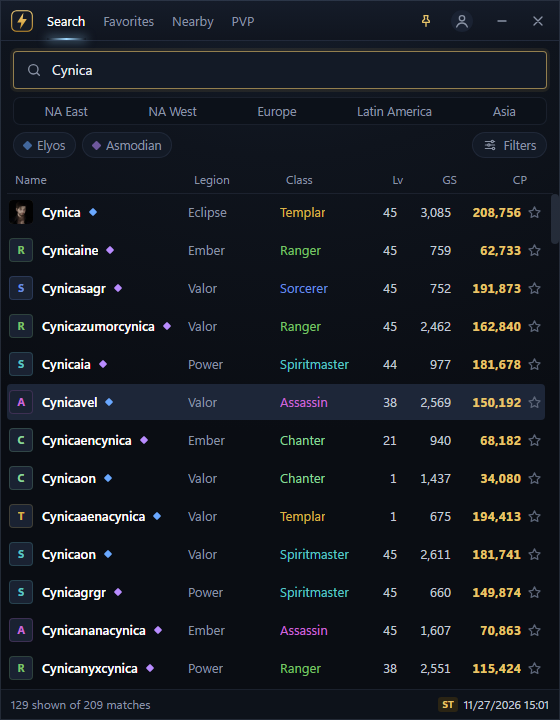 Search Favorites Nearby PVP
Cynica
NA East NA West Europe Latin America Asia
Elyos Asmodian Filters
Name Legion Class Lv GS CP
Cynica Eclipse Templar 45 3,085 208,756
R Cynicaine Ember Ranger 45 759 62,733
S Cynicasagr Valor Sorcerer 45 752 191,873
R Cynicazumorcynica Valor Ranger 45 2,462 162,840
S Cynicaia Power Spiritmaster 44 977 181,678
A Cynicavel Valor Assassin 38 2,569 150,192
C Cynicaencynica Ember Chanter 21 940 68,182
C Cynicaon Valor Chanter 1 1,437 34,080
T Cynicaaenacynica Valor Templar 1 675 194,413
S Cynicaon Valor Spiritmaster 45 2,611 181,741
S Cynicagrgr Power Spiritmaster 45 660 149,874
A Cynicananacynica Ember Assassin 45 1,607 70,863
R Cynicanyxcynica Power Ranger 38 2,551 115,424
129 shown of 209 matches ST 11/27/2026 15:01